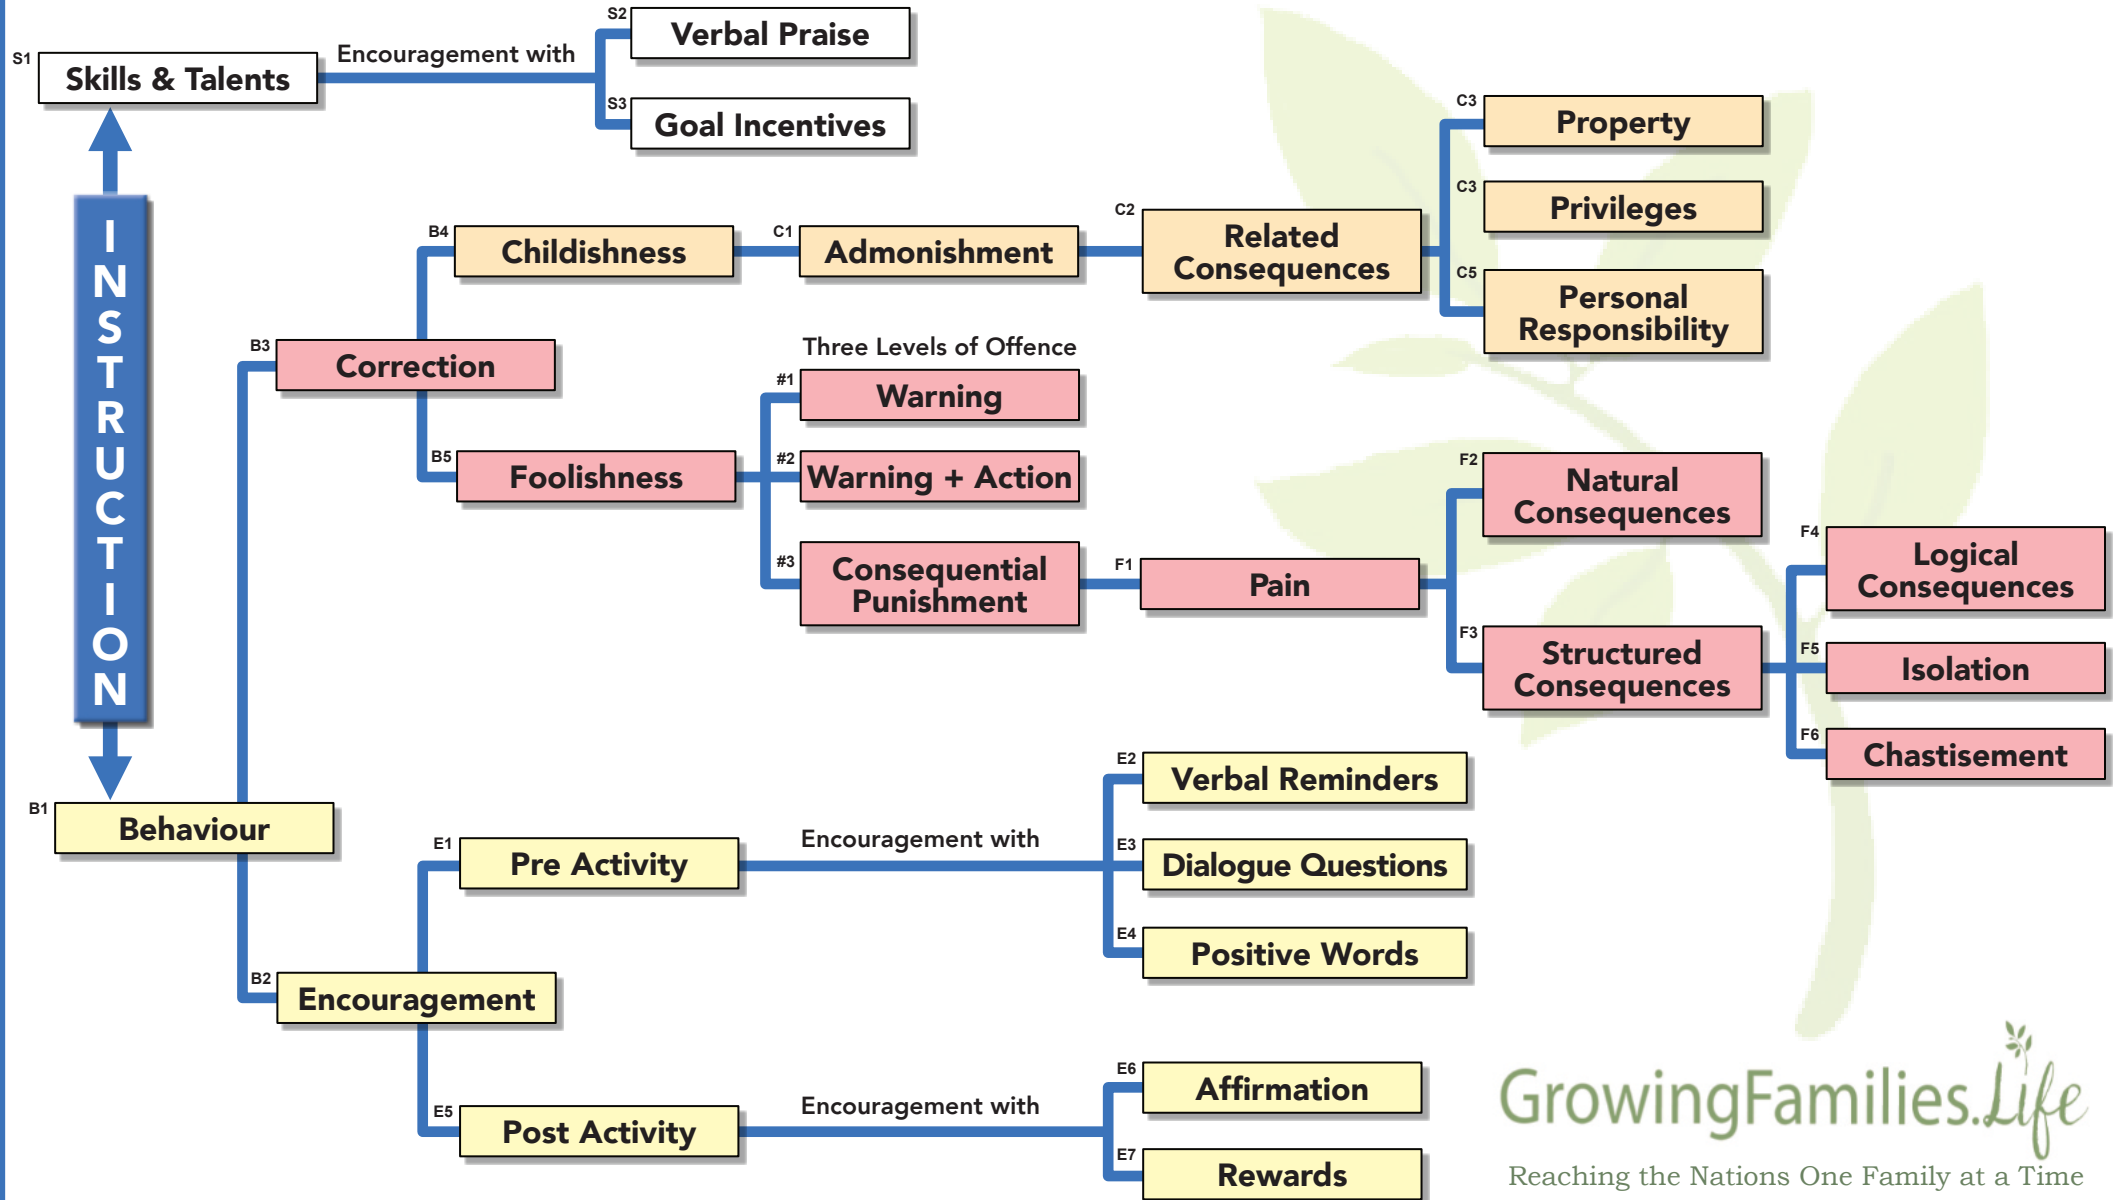 S1
Skills & Talents
Encouragement with
S2
Verbal Praise
S3
Goal Incentives
INSTRUCTION
B3
Correction
B4
Childishness
C1
Admonishment
C2
Related
Consequences
C3
Property
C3
Privileges
C5
Personal
Responsibility
B5
Foolishness
Three Levels of Offence
#1
Warning
#2
Warning + Action
#3
Consequential
Punishment
F1
Pain
F2
Natural
Consequences
F3
Structured
Consequences
F4
Logical
Consequences
F5
Isolation
F6
Chastisement
B1
Behaviour
B2
Encouragement
E1
Pre Activity
Encouragement with
E2
Verbal Reminders
E3
Dialogue Questions
E4
Positive Words
E5
Post Activity
Encouragement with
E6
Affirmation
E7
Rewards
GrowingFamilies.Life
Reaching the Nations One Family at a Time